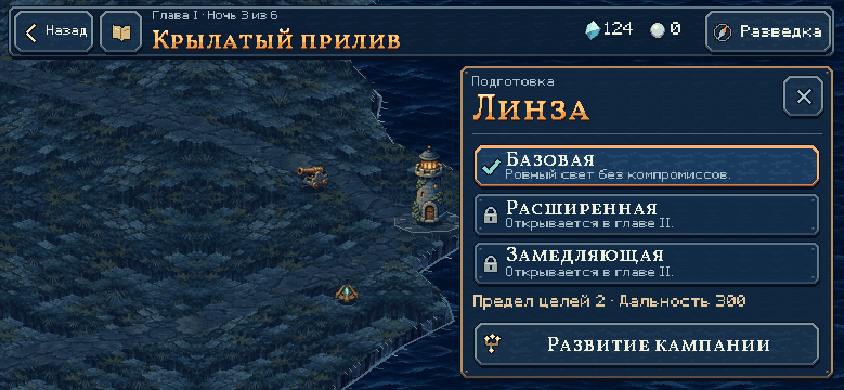 Назад
Глава I · Ночь 3 из 6
Крылатый прилив
124
0
Разведка
Подготовка
Линза
Базовая
Ровный свет без компромиссов.
Расширенная
Открывается в главе II.
Замедляющая
Открывается в главе II.
Предел целей 2 · Дальность 300
Развитие кампании